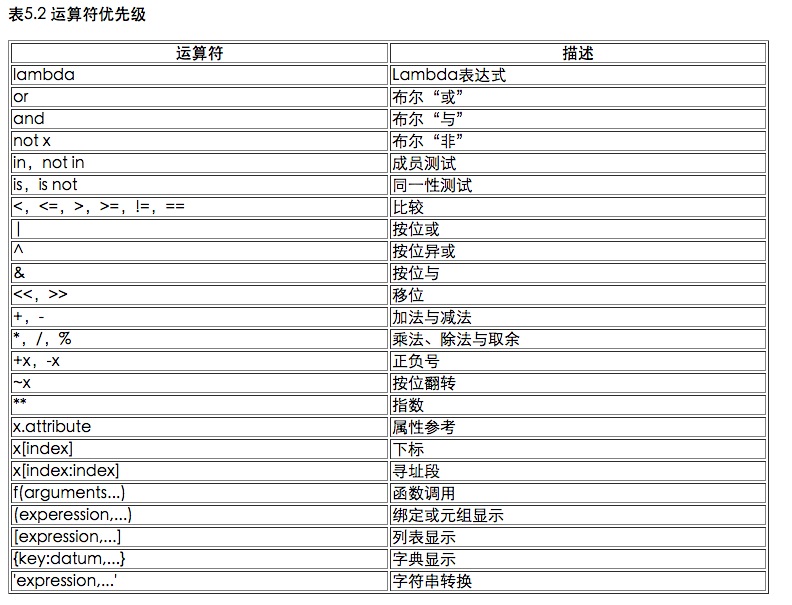 表5.2 运算符优先级
运算符 描述
lambda Lambda表达式
or 布尔“或”
and 布尔“与”
not x 布尔“非”
in，not in 成员测试
is，is not 同一性测试
<，<=，>，>=，!=，== 比较
| 按位或
^ 按位异或
& 按位与
<<，>> 移位
+，- 加法与减法
*，/，% 乘法、除法与取余
+x，-x 正负号
~x 按位翻转
** 指数
x.attribute 属性参考
x[index] 下标
x[index:index] 寻址段
f(arguments...) 函数调用
(experession,...) 绑定或元组显示
[expression,...] 列表显示
{key:datum,...} 字典显示
'expression,...' 字符串转换